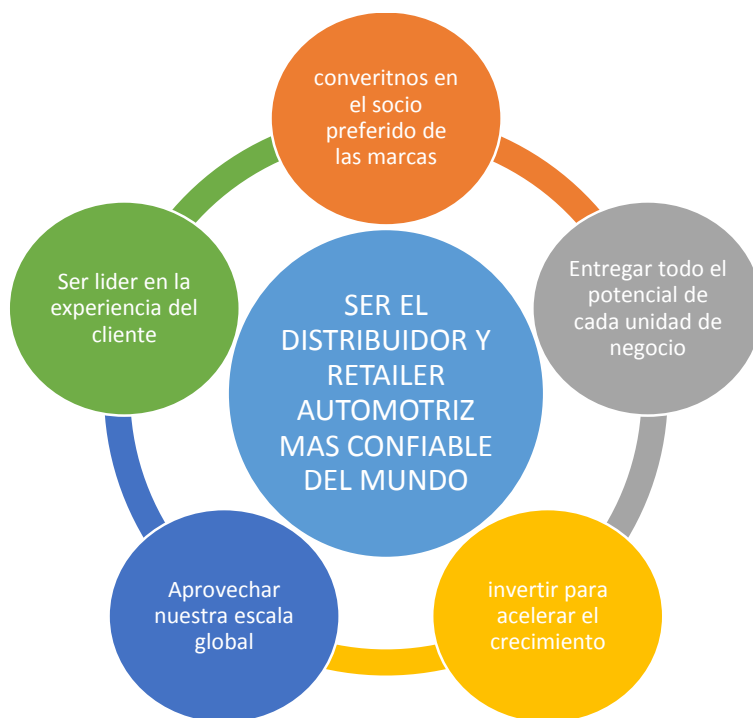 converitnos en
el socio
preferido de
las marcas
Entregar todo el
potencial de
cada unidad de
negocio
invertir para
acelerar el
crecimiento
Aprovechar
nuestra escala
global
Ser lider en la
experiencia del
cliente
SER EL
DISTRIBUIDOR Y
RETAILER
AUTOMOTRIZ
MAS CONFIABLE
DEL MUNDO